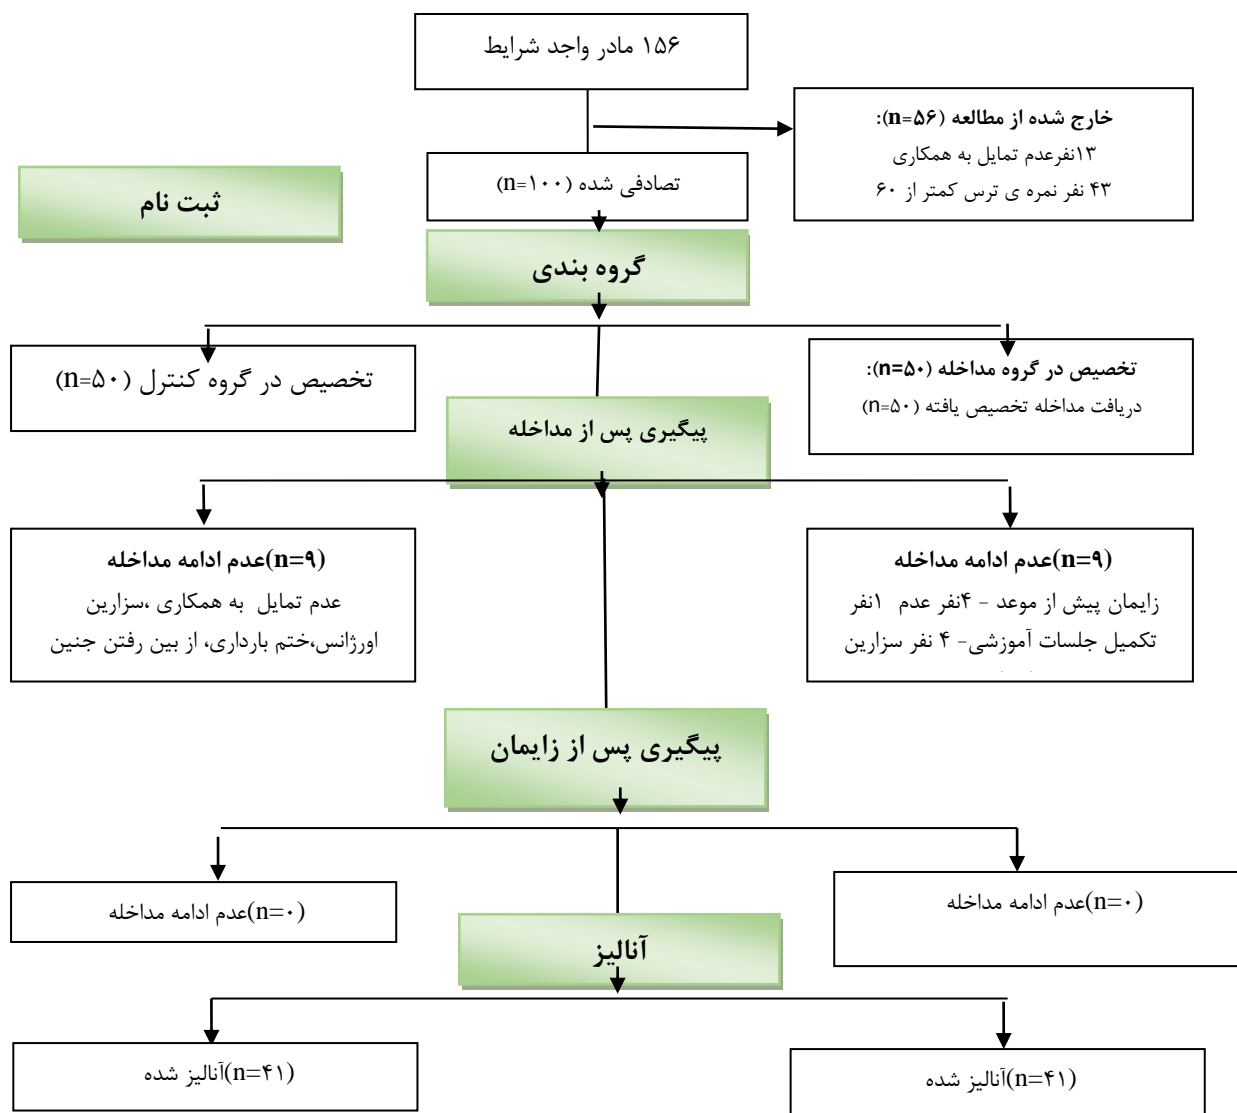 ۱۵۶ مادر واجد شرایط
خارج شده از مطالعه (n=۵۶):
۱۳نفرعدم تمایل به همکاری
۴۳ نفر نمره ی ترس کمتر از ۶۰
تصادفی شده (n=۱۰۰)
ثبت نام
گروه بندی
تخصیص در گروه مداخله (n=۵۰):
دریافت مداخله تخصیص یافته (n=۵۰)
تخصیص در گروه کنترل (n=۵۰)
پیگیری پس از مداخله
عدم ادامه مداخله(n=۹)
زایمان پیش از موعد - ۴نفر عدم ۱نفر
تکمیل جلسات آموزشی- ۴ نفر سزارین
عدم ادامه مداخله(n=۹)
عدم تمایل به همکاری ،سزارین
اورژانس،ختم بارداری، از بین رفتن جنین
پیگیری پس از زایمان
عدم ادامه مداخله(n=۰)
عدم ادامه مداخله(n=۰)
آنالیز
آنالیز شده(n=۴۱)
آنالیز شده(n=۴۱)